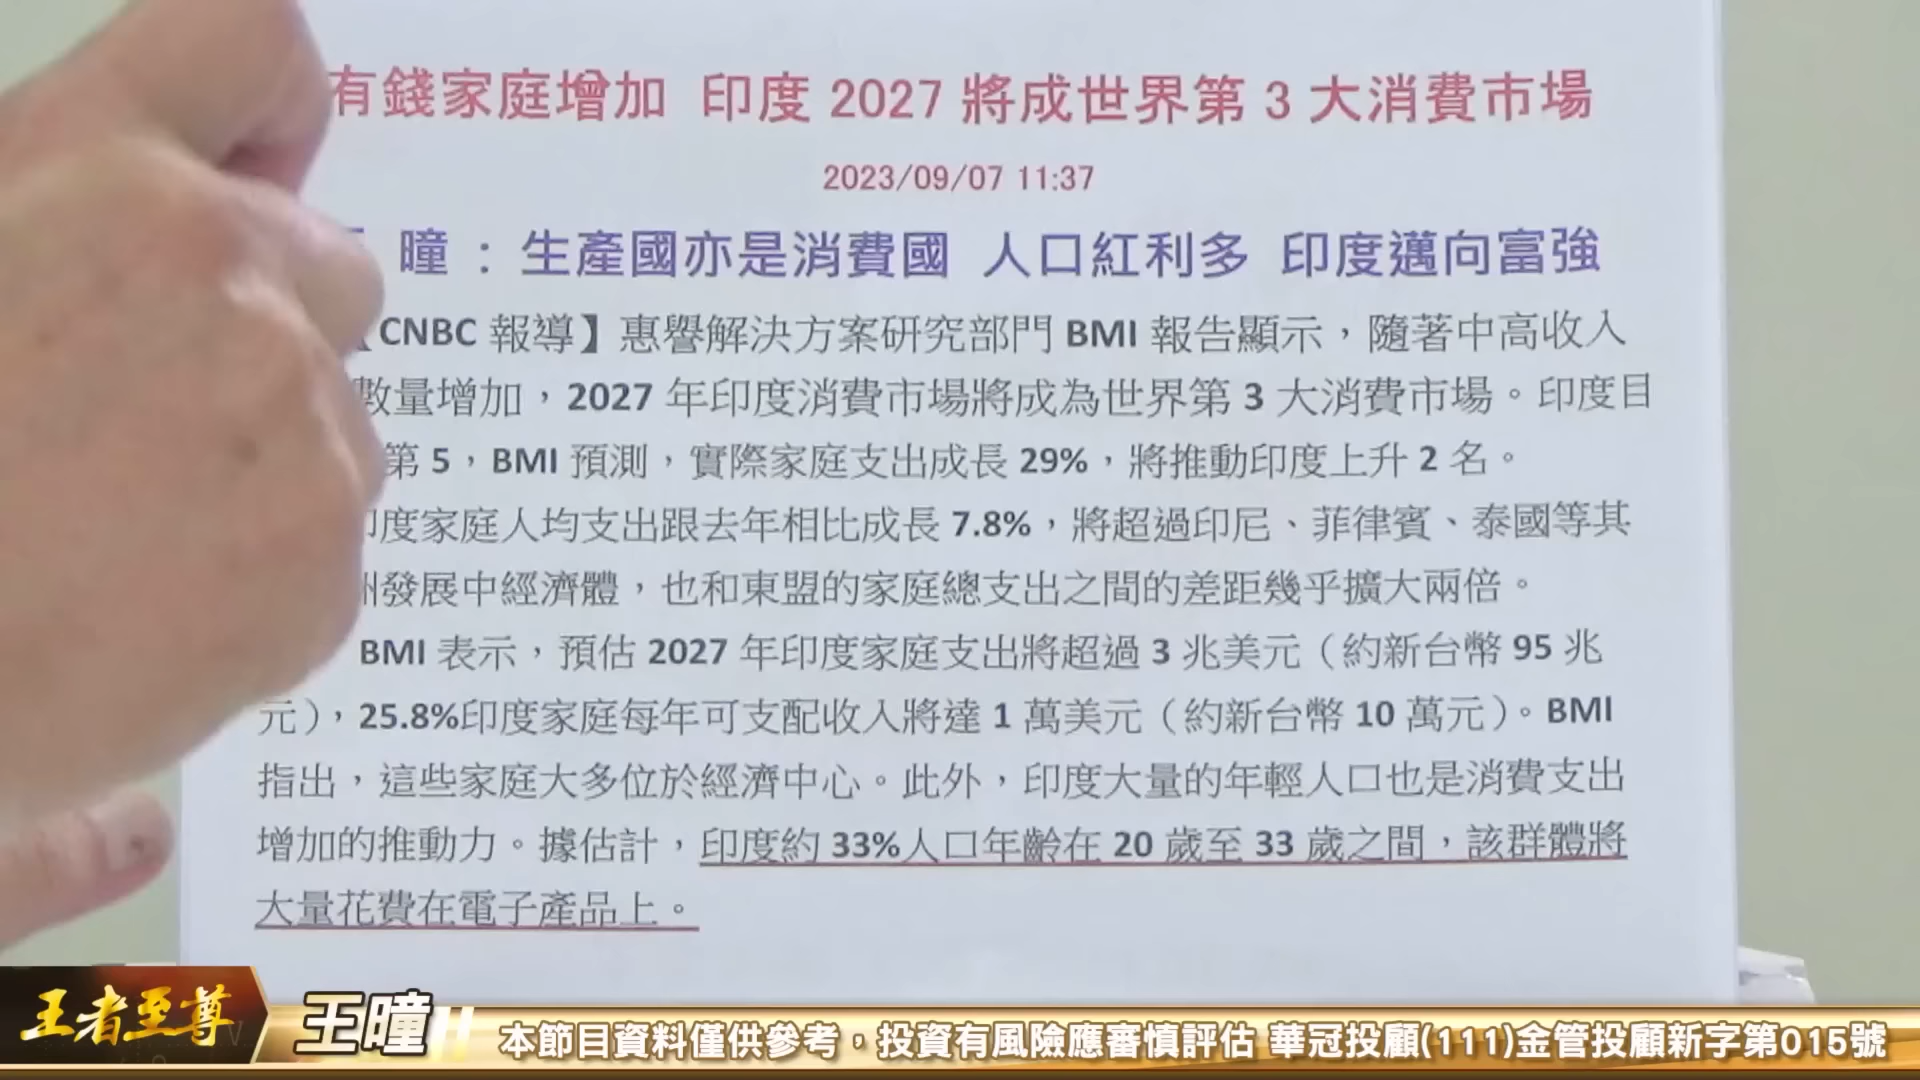 有錢家庭增加 印度 2027 將成世界第 3 大消費市場
2023/09/07 11:37
曈：生產國亦是消費國 人口紅利多 印度邁向富強
【CNBC 報導】惠譽解決方案研究部門 BMI 報告顯示，隨著中高收入
數量增加，2027 年印度消費市場將成為世界第 3 大消費市場。印度目
第 5，BMI 預測，實際家庭支出成長 29%，將推動印度上升 2 名。
印度家庭人均支出跟去年相比成長 7.8%，將超過印尼、菲律賓、泰國等其
洲發展中經濟體，也和東盟的家庭總支出之間的差距幾乎擴大兩倍。
BMI 表示，預估 2027 年印度家庭支出將超過 3 兆美元（約新台幣 95 兆
元），25.8%印度家庭每年可支配收入將達 1 萬美元（約新台幣 10 萬元）。BMI
指出，這些家庭大多位於經濟中心。此外，印度大量的年輕人口也是消費支出
增加的推動力。據估計，印度約 33%人口年齡在 20 歲至 33 歲之間，該群體將
大量花費在電子產品上。
王者至尊
王曈
本節目資料僅供參考，投資有風險應審慎評估 華冠投顧(111)金管投顧新字第015號